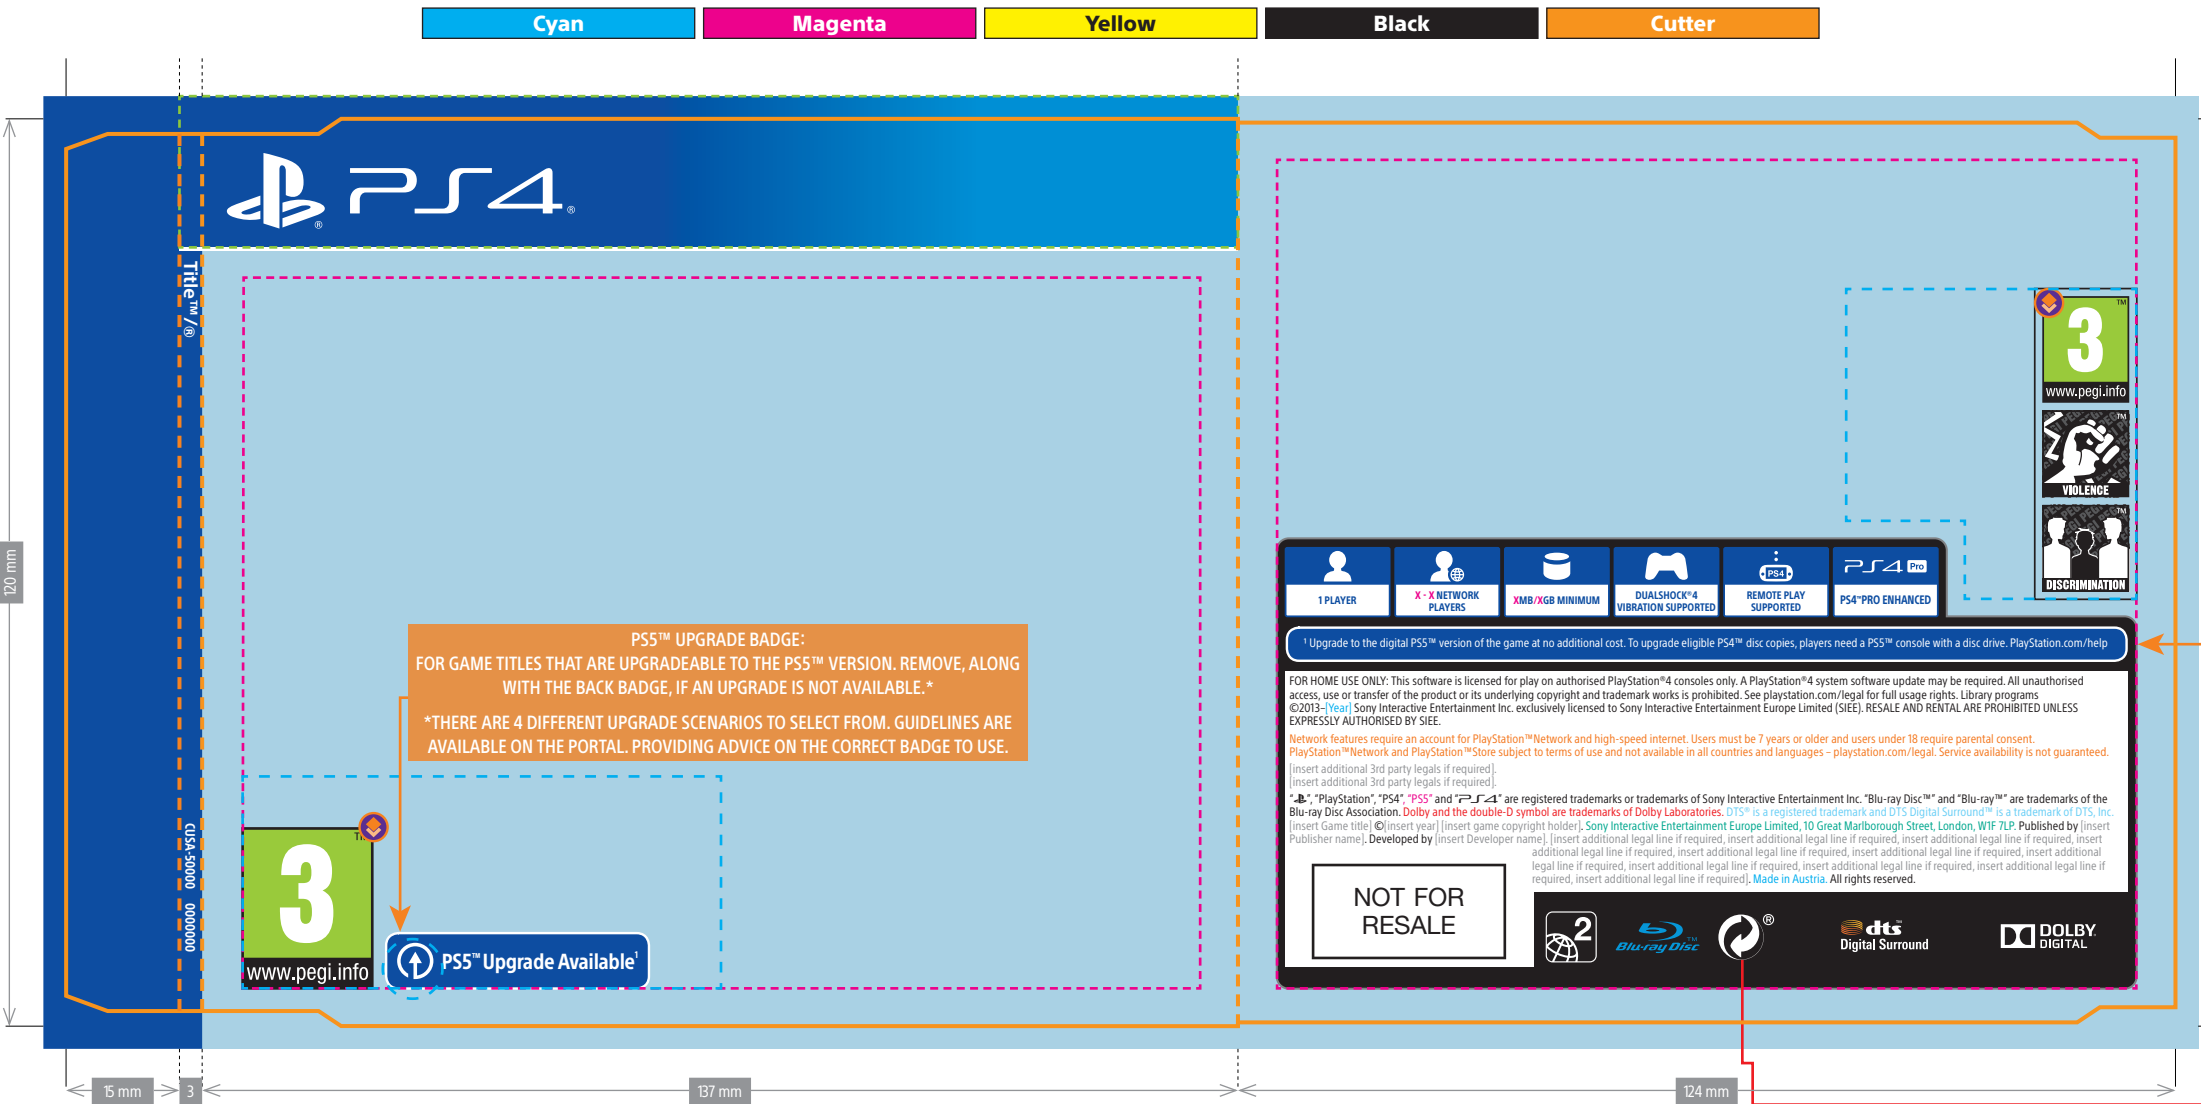 Cyan
Magenta
Yellow
Black
Cutter
PS4®
®
Title™/®
CUSA-50000 0000000
120 mm
PS5™ UPGRADE BADGE:
FOR GAME TITLES THAT ARE UPGRADEABLE TO THE PS5™ VERSION. REMOVE, ALONG
WITH THE BACK BADGE, IF AN UPGRADE IS NOT AVAILABLE.*
*THERE ARE 4 DIFFERENT UPGRADE SCENARIOS TO SELECT FROM. GUIDELINES ARE
AVAILABLE ON THE PORTAL. PROVIDING ADVICE ON THE CORRECT BADGE TO USE.
3
www.pegi.info
PS5™ Upgrade Available¹
3
™
www.pegi.info
™
VIOLENCE
™
DISCRIMINATION
1 PLAYER
X - X NETWORK
PLAYERS
XMB/XGB MINIMUM
DUALSHOCK®4
VIBRATION SUPPORTED
PS4
REMOTE PLAY
SUPPORTED
PS4 Pro
PS4™PRO ENHANCED
¹ Upgrade to the digital PS5™ version of the game at no additional cost. To upgrade eligible PS4™ disc copies, players need a PS5™ console with a disc drive. PlayStation.com/help
FOR HOME USE ONLY: This software is licensed for play on authorised PlayStation®4 consoles only. A PlayStation®4 system software update may be required. All unauthorised
access, use or transfer of the product or its underlying copyright and trademark works is prohibited. See playstation.com/legal for full usage rights. Library programs
©2013–[Year] Sony Interactive Entertainment Inc. exclusively licensed to Sony Interactive Entertainment Europe Limited (SIEE). RESALE AND RENTAL ARE PROHIBITED UNLESS
EXPRESSLY AUTHORISED BY SIEE.
Network features require an account for PlayStation™Network and high-speed internet. Users must be 7 years or older and users under 18 require parental consent.
PlayStation™Network and PlayStation™Store subject to terms of use and not available in all countries and languages – playstation.com/legal. Service availability is not guaranteed.
[insert additional 3rd party legals if required].
[insert additional 3rd party legals if required].
“ ”, “PlayStation”, “PS4”, “PS5” and “PS4” are registered trademarks or trademarks of Sony Interactive Entertainment Inc. “Blu-ray Disc™” and “Blu-ray™” are trademarks of the
Blu-ray Disc Association. Dolby and the double-D symbol are trademarks of Dolby Laboratories. DTS® is a registered trademark and DTS Digital Surround™ is a trademark of DTS, Inc.
[insert Game title] ©[insert year] [insert game copyright holder]. Sony Interactive Entertainment Europe Limited, 10 Great Marlborough Street, London, W1F 7LP. Published by [insert
Publisher name]. Developed by [insert Developer name]. [insert additional legal line if required, insert additional legal line if required, insert additional legal line if required, insert
additional legal line if required, insert additional legal line if required, insert additional legal line if required, insert additional
legal line if required, insert additional legal line if required, insert additional legal line if required, insert additional legal line if
required, insert additional legal line if required]. Made in Austria. All rights reserved.
NOT FOR
RESALE
2
Blu-ray Disc™
®
dts™
Digital Surround
DOLBY
DIGITAL
15 mm
3
137 mm
124 mm